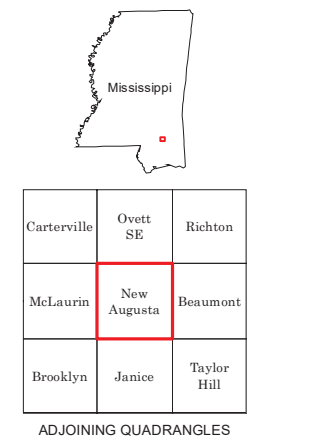 Mississippi
Carterville
Ovett
SE
Richton
McLaurin
New
Augusta
Beaumont
Brooklyn
Janice
Taylor
Hill
ADJOINING QUADRANGLES